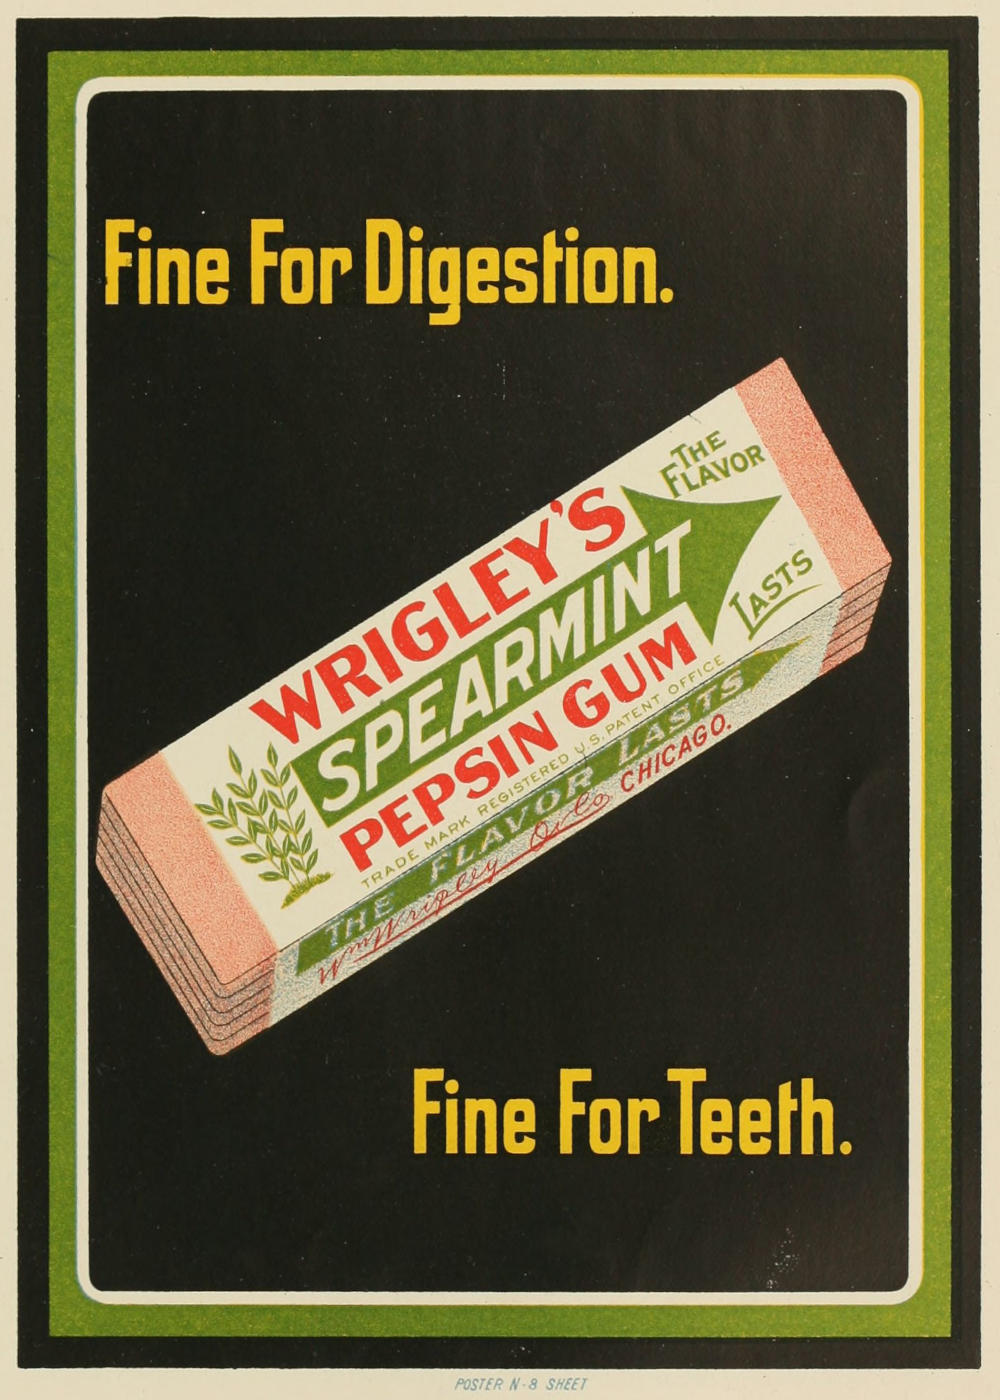 Fine For Digestion.
THE
FLAVOR
WRIGLEY'S
SPEARMINT
PEPSIN GUM
LASTS
TRADE MARK REGISTERED U.S. PATENT OFFICE
THE FLAVOR LASTS
Wm Wrigley Jr. Co. CHICAGO.
Fine For Teeth.
POSTER N-8 SHEET